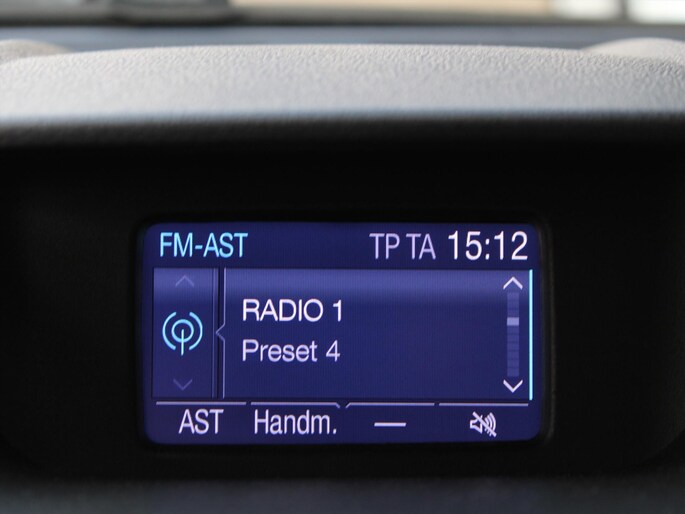 FM-AST TP TA 15:12
RADIO 1
Preset 4
AST Handm. —